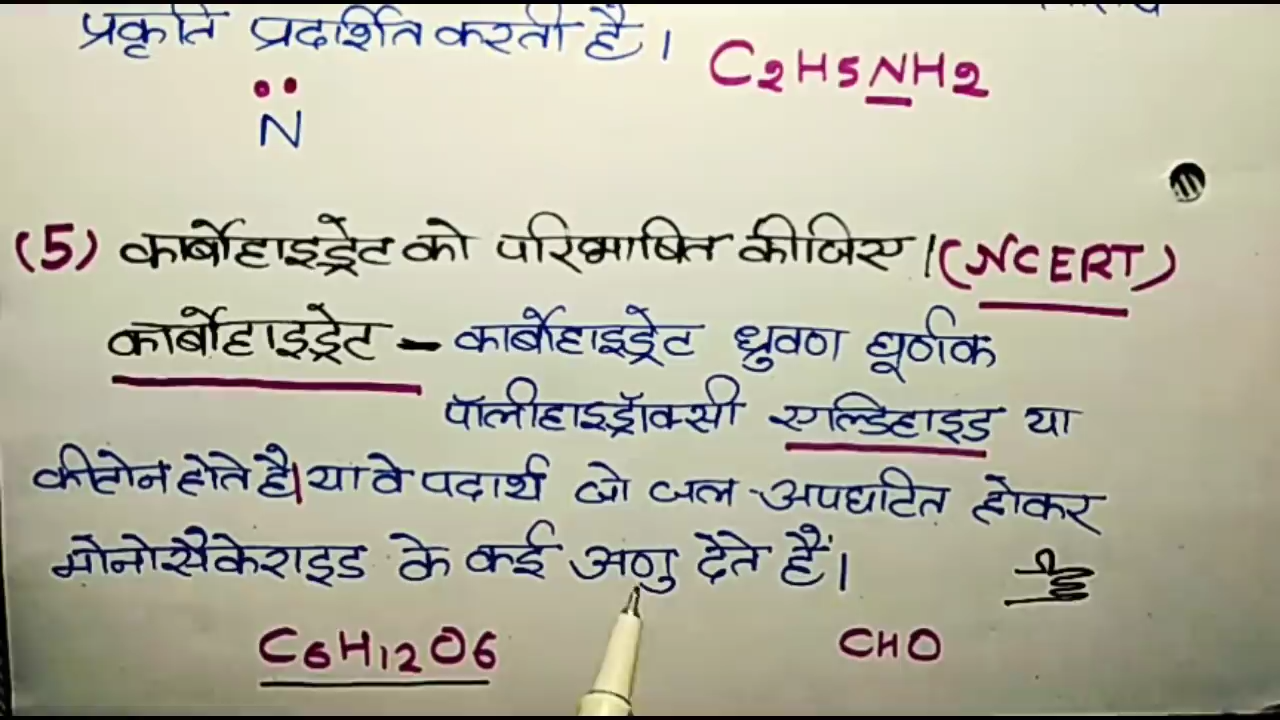 प्रकृति प्रदर्शित करती है।
C2H5NH2
N
(5) कार्बोहाइड्रेट को परिभाषित कीजिए।(NCERT)
कार्बोहाइड्रेट - कार्बोहाइड्रेट ध्रुवण घूर्णक
पॉलीहाइड्रॉक्सी एल्डिहाइड या
कीटोन होते है। या वे पदार्थ जो जल-अपघटित होकर
मोनोसैकेराइड के कई अणु देते हैं।
C6H12O6
CHO